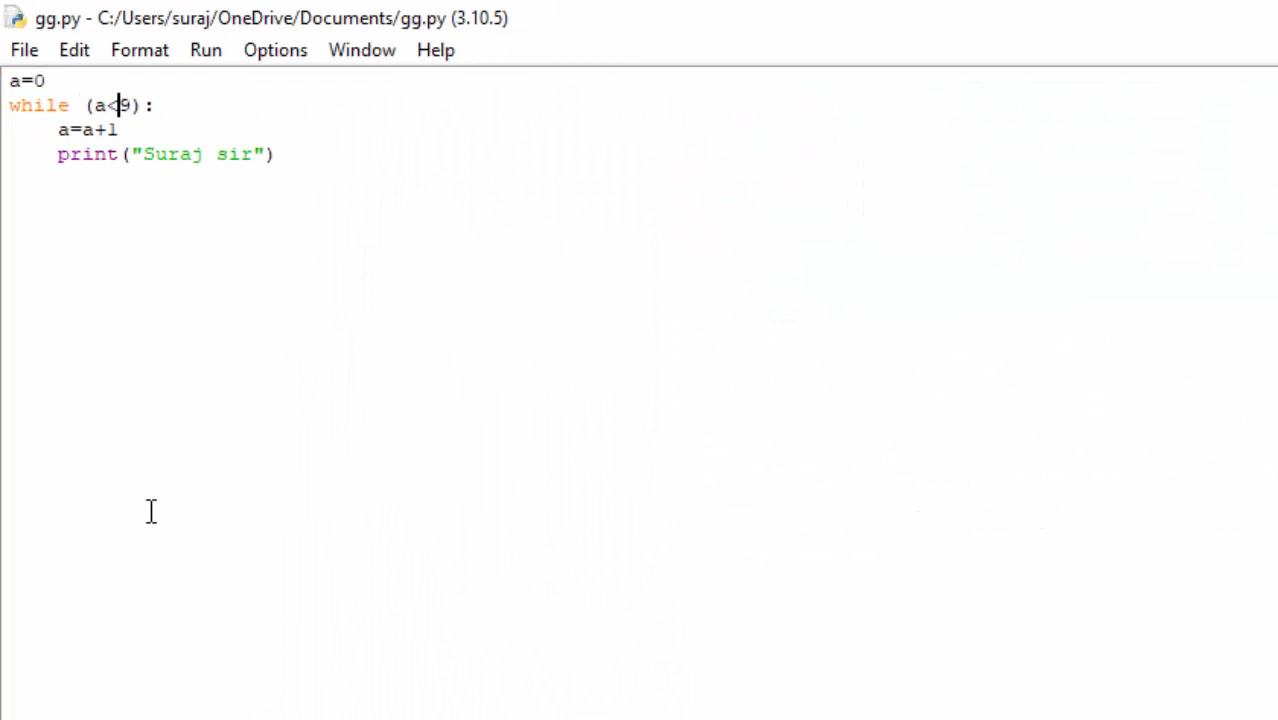 gg.py - C:/Users/suraj/OneDrive/Documents/gg.py (3.10.5)
File Edit Format Run Options Window Help
a=0
while (a<9):
    a=a+1
    print("Suraj sir")